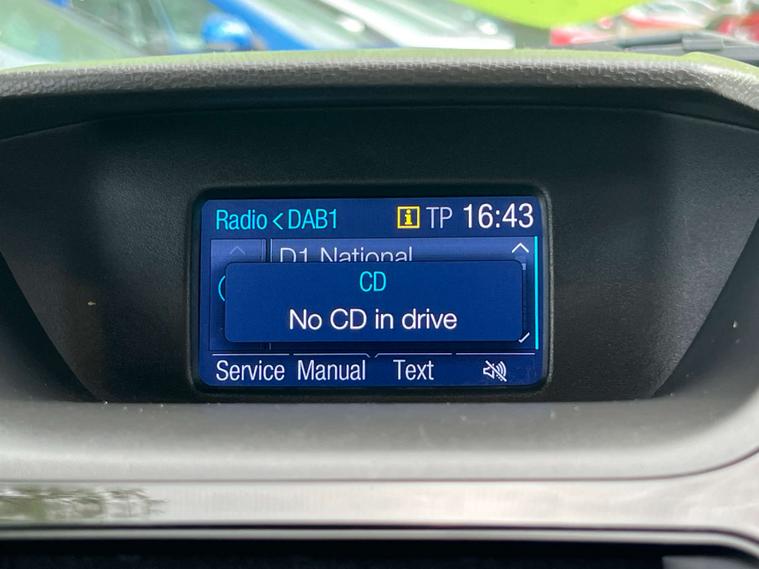 Radio < DAB1 i TP 16:43
D1 National
CD
No CD in drive
Service Manual Text